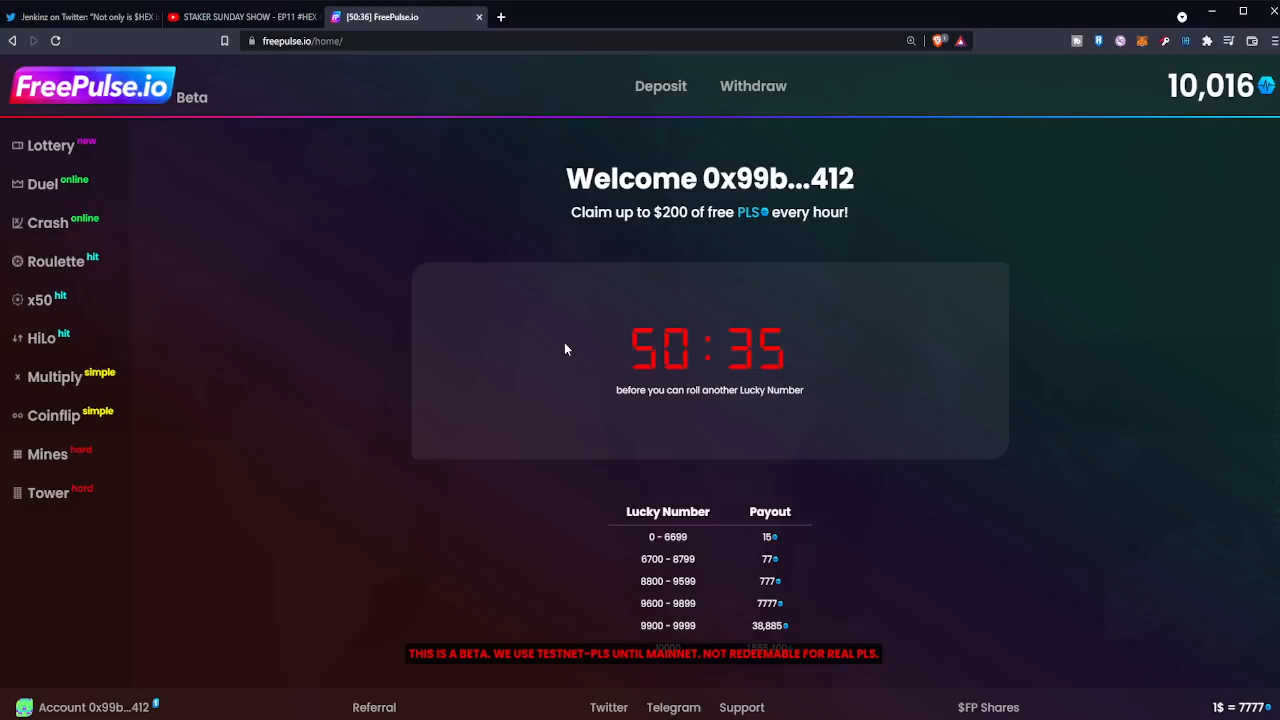 Jenkinz on Twitter: "Not only is $HEX
STAKER SUNDAY SHOW - EP11 #HEX
[50:36] FreePulse.io
freepulse.io/home/
FreePulse.io Beta
Deposit
Withdraw
10,016
Lottery new
Duel online
Crash online
Roulette hit
x50 hit
HiLo hit
Multiply simple
Coinflip simple
Mines hard
Tower hard
Welcome 0x99b...412
Claim up to $200 of free PLS every hour!
50:35
before you can roll another Lucky Number
Lucky Number Payout
0 - 6699 15
6700 - 8799 77
8800 - 9599 777
9600 - 9899 7777
9900 - 9999 38,885
THIS IS A BETA. WE USE TESTNET-PLS UNTIL MAINNET. NOT REDEEMABLE FOR REAL PLS.
Account 0x99b...412
Referral
Twitter
Telegram
Support
$FP Shares
1$ = 7777